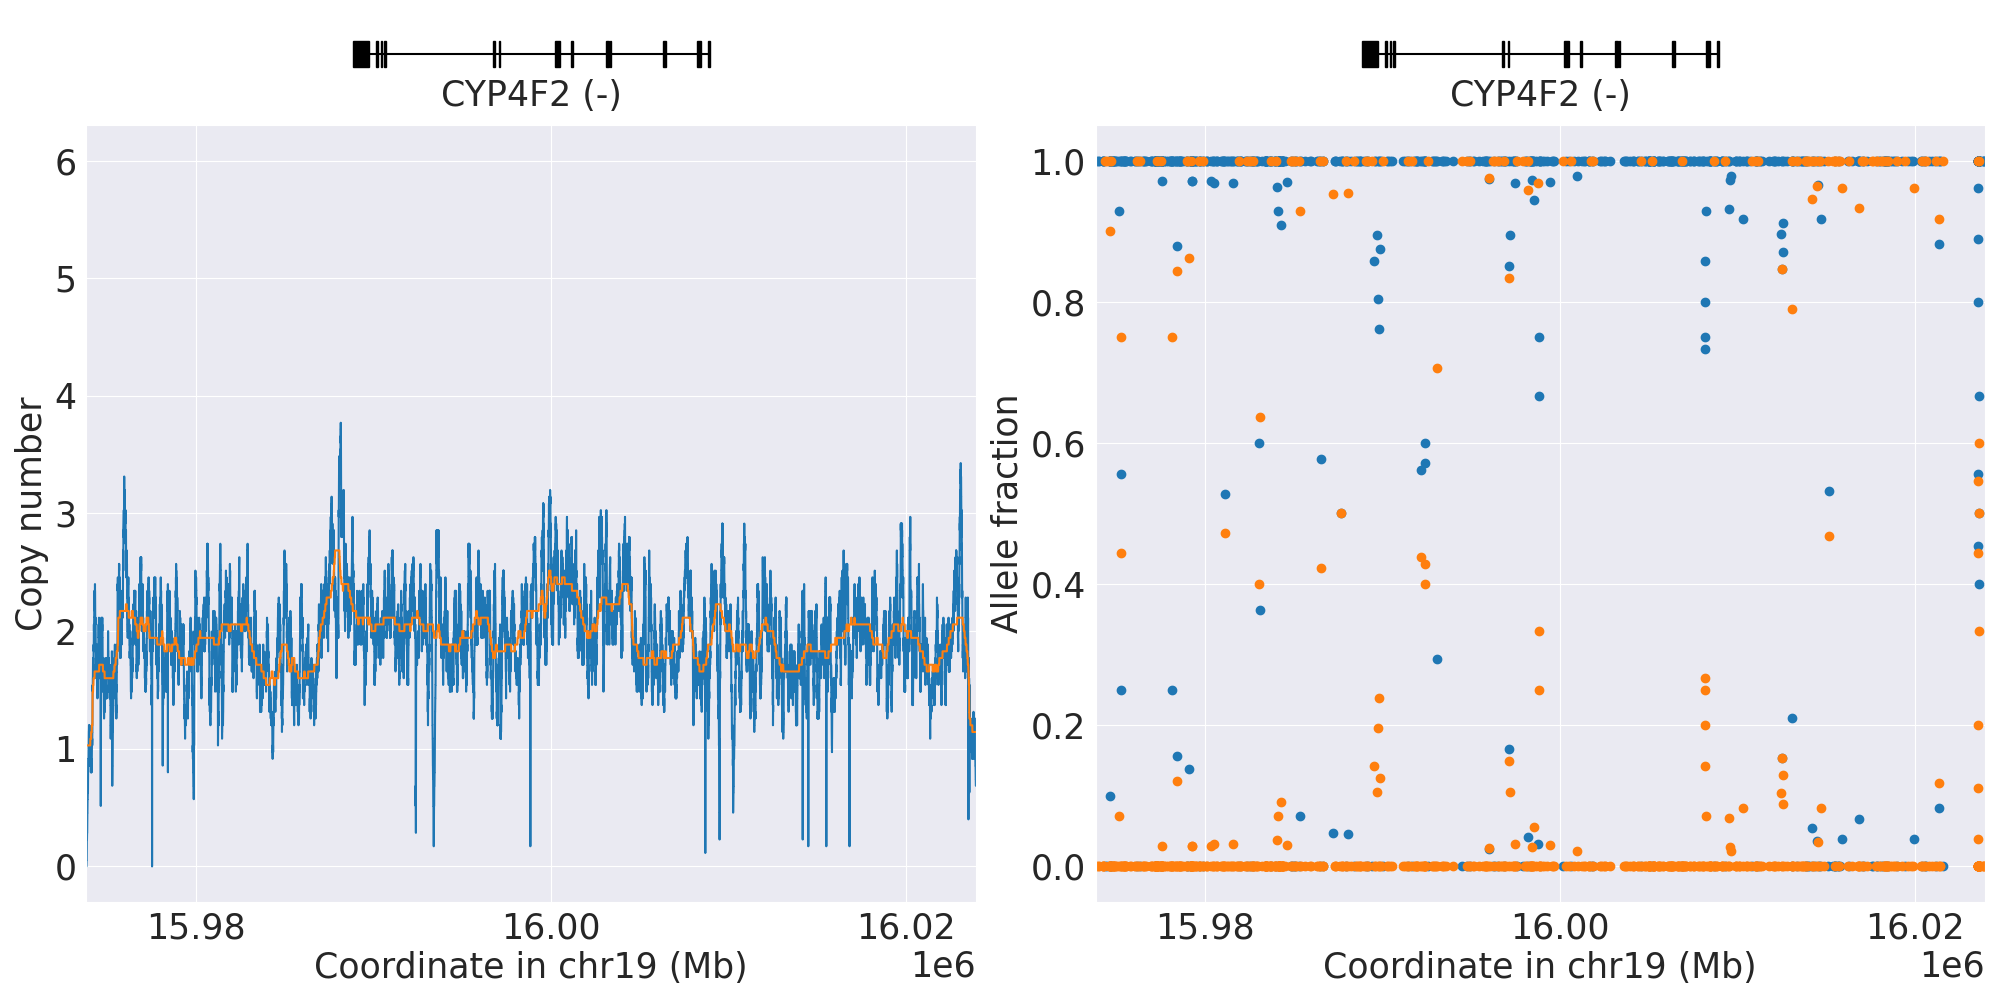 CYP4F2 (-)
6
5
4
3
2
1
0
Copy number
15.98
16.00
16.02
Coordinate in chr19 (Mb)
1e6
CYP4F2 (-)
1.0
0.8
0.6
0.4
0.2
0.0
Allele fraction
15.98
16.00
16.02
Coordinate in chr19 (Mb)
1e6